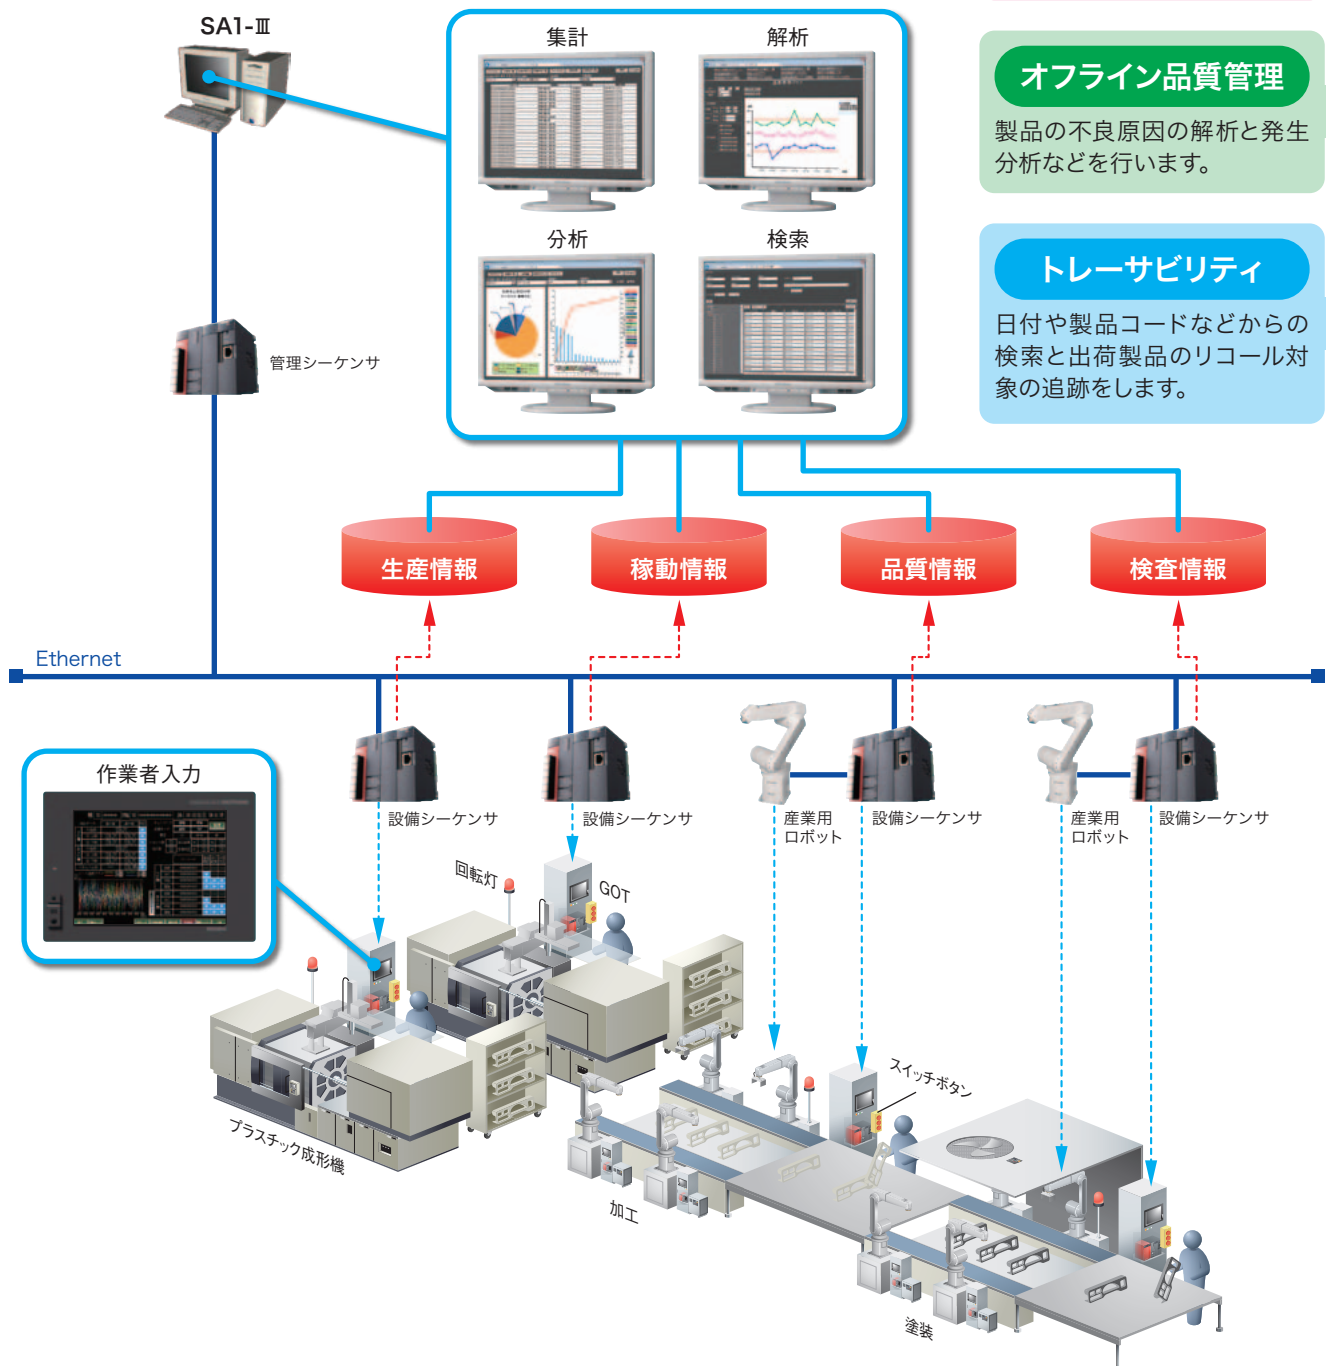 SA1-Ⅲ
集計
解析
分析
検索
オフライン品質管理
製品の不良原因の解析と発生
分析などを行います。
トレーサビリティ
日付や製品コードなどからの
検索と出荷製品のリコール対
象の追跡をします。
管理シーケンサ
生産情報
稼動情報
品質情報
検査情報
Ethernet
作業者入力
設備シーケンサ
設備シーケンサ
産業用
ロボット
設備シーケンサ
産業用
ロボット
設備シーケンサ
回転灯
GOT
スイッチボタン
プラスチック成形機
加工
塗装